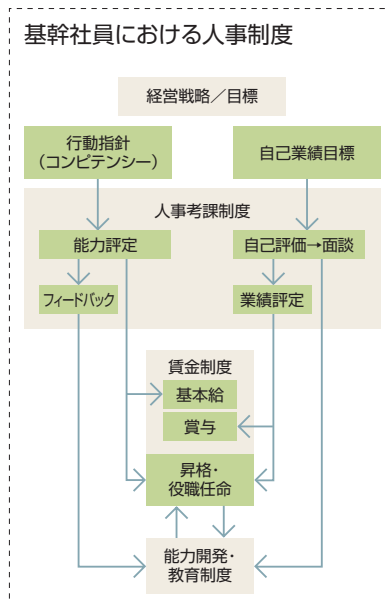 基幹社員における人事制度
経営戦略／目標
行動指針
（コンピテンシー）
自己業績目標
人事考課制度
能力評定
自己評価→面談
フィードバック
業績評定
賃金制度
基本給
賞与
昇格・
役職任命
能力開発・
教育制度